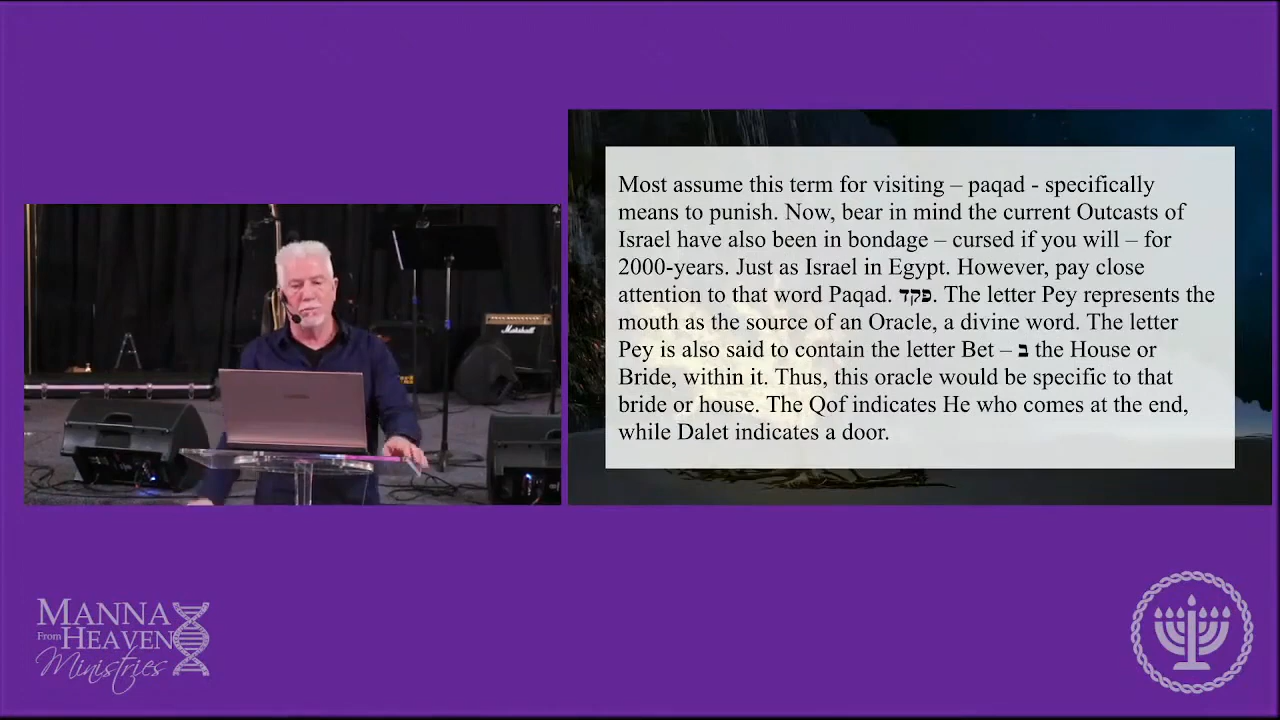 Most assume this term for visiting – paqad - specifically
means to punish. Now, bear in mind the current Outcasts of
Israel have also been in bondage – cursed if you will – for
2000-years. Just as Israel in Egypt. However, pay close
attention to that word Paqad. פקד. The letter Pey represents the
mouth as the source of an Oracle, a divine word. The letter
Pey is also said to contain the letter Bet – ב the House or
Bride, within it. Thus, this oracle would be specific to that
bride or house. The Qof indicates He who comes at the end,
while Dalet indicates a door.
Marshall
MANNA
From HEAVEN
Ministries